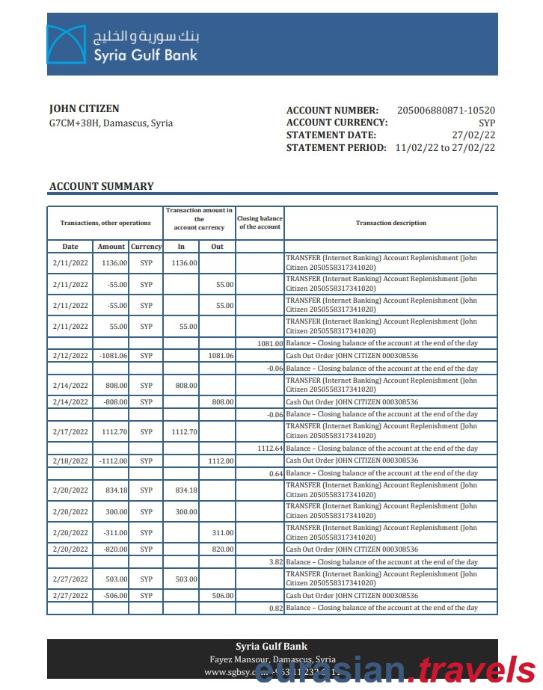 بنك سورية والخليج
Syria Gulf Bank
JOHN CITIZEN
G7CM+38H, Damascus, Syria
ACCOUNT NUMBER: 205006880871-10520
ACCOUNT CURRENCY: SYP
STATEMENT DATE: 27/02/22
STATEMENT PERIOD: 11/02/22 to 27/02/22
ACCOUNT SUMMARY
Transactions, other operations
Transaction amount in
the
account currency
Closing balance
of the account
Transaction description
Date Amount Currency In Out
2/11/2022 1136.00 SYP 1136.00 TRANSFER (Internet Banking) Account Replenishment (John
Citizen 2050558317341020)
2/11/2022 -55.00 SYP 55.00 TRANSFER (Internet Banking) Account Replenishment (John
Citizen 2050558317341020)
2/11/2022 -55.00 SYP 55.00 TRANSFER (Internet Banking) Account Replenishment (John
Citizen 2050558317341020)
2/11/2022 55.00 SYP 55.00 TRANSFER (Internet Banking) Account Replenishment (John
Citizen 2050558317341020)
1081.00 Balance – Closing balance of the account at the end of the day
2/12/2022 -1081.06 SYP 1081.06 Cash Out Order JOHN CITIZEN 000308536
-0.06 Balance – Closing balance of the account at the end of the day
2/14/2022 808.00 SYP 808.00 TRANSFER (Internet Banking) Account Replenishment (John
Citizen 2050558317341020)
2/14/2022 -808.00 SYP 808.00 Cash Out Order JOHN CITIZEN 000308536
-0.06 Balance – Closing balance of the account at the end of the day
2/17/2022 1112.70 SYP 1112.70 TRANSFER (Internet Banking) Account Replenishment (John
Citizen 2050558317341020)
1112.64 Balance – Closing balance of the account at the end of the day
2/18/2022 -1112.00 SYP 1112.00 Cash Out Order JOHN CITIZEN 000308536
0.64 Balance – Closing balance of the account at the end of the day
2/20/2022 834.18 SYP 834.18 TRANSFER (Internet Banking) Account Replenishment (John
Citizen 2050558317341020)
2/20/2022 300.00 SYP 300.00 TRANSFER (Internet Banking) Account Replenishment (John
Citizen 2050558317341020)
2/20/2022 -311.00 SYP 311.00 TRANSFER (Internet Banking) Account Replenishment (John
Citizen 2050558317341020)
2/20/2022 -820.00 SYP 820.00 Cash Out Order JOHN CITIZEN 000308536
3.82 Balance – Closing balance of the account at the end of the day
2/27/2022 503.00 SYP 503.00 TRANSFER (Internet Banking) Account Replenishment (John
Citizen 2050558317341020)
2/27/2022 -506.00 SYP 506.00 Cash Out Order JOHN CITIZEN 000308536
0.82 Balance – Closing balance of the account at the end of the day
Syria Gulf Bank
Fayez Mansour, Damascus, Syria
eurasian.travels